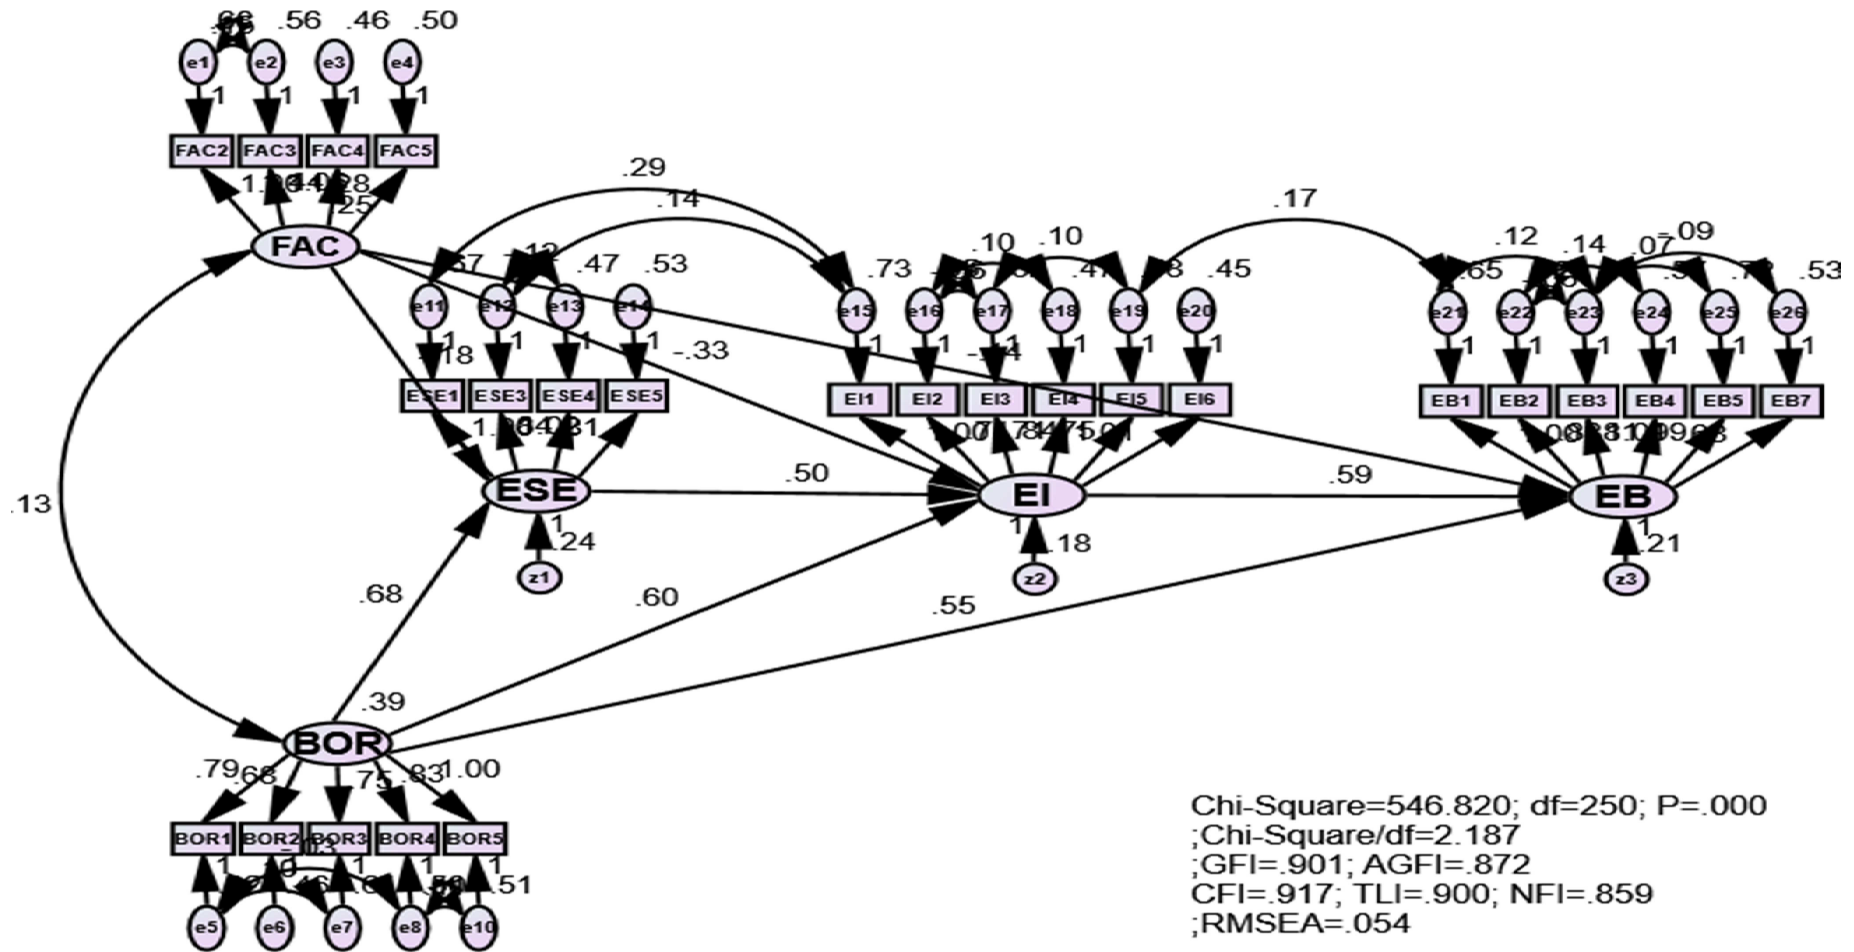 .56 .46 .50
e1 e2 e3 e4
1 1 1 1
FAC2 FAC3 FAC4 FAC5
.29
.14
.17
FAC
.25
.12
.10 .10
.12 .14 .07 -.09
.47 .53
.73
.45
.65
.53
e11 e12 e13 e14
e15 e16 e17 e18 e19 e20
e21 e22 e23 e24 e25 e26
1 1 1 1
1 1 1 1 1 1
1 1 1 1 1 1
-.33
ESE1 ESE3 ESE4 ESE5
EI1 EI2 EI3 EI4 EI5 EI6
EB1 EB2 EB3 EB4 EB5 EB7
.50
.59
ESE EI EB
.13
1 1 1
.24 .18 .21
z1 z2 z3
.68 .60 .55
.39
BOR
.79 .68 .75 .83 1.00
BOR1 BOR2 BOR3 BOR4 BOR5
1 1 1 1 1
.51
e5 e6 e7 e8 e10
Chi-Square=546.820; df=250; P=.000
;Chi-Square/df=2.187
;GFI=.901; AGFI=.872
CFI=.917; TLI=.900; NFI=.859
;RMSEA=.054